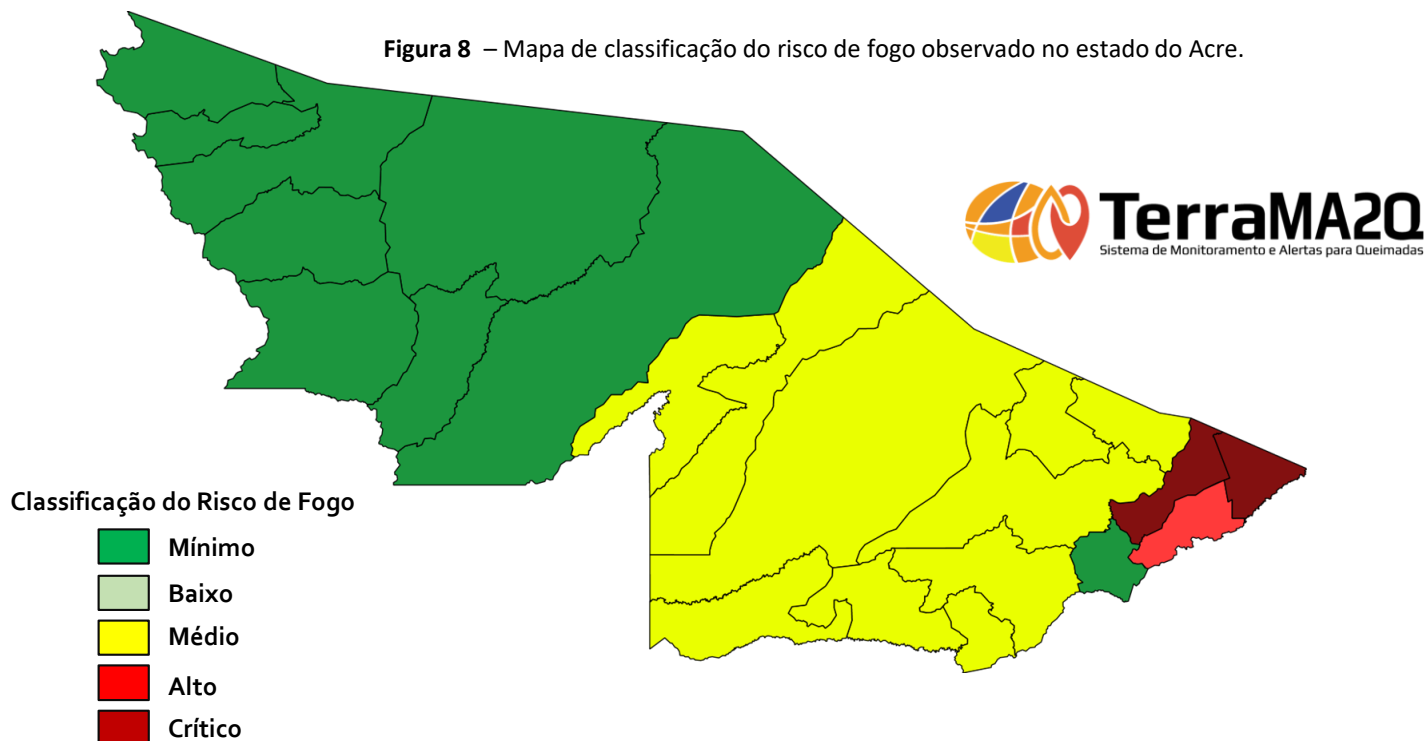 Figura 8 – Mapa de classificação do risco de fogo observado no estado do Acre.
TerraMA2Q
Sistema de Monitoramento e Alertas para Queimadas
Classificação do Risco de Fogo
Mínimo
Baixo
Médio
Alto
Crítico